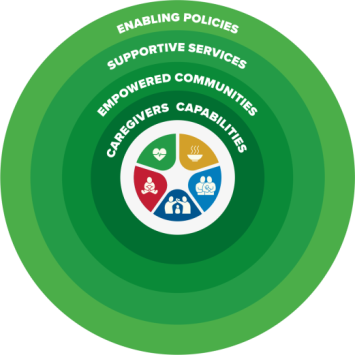 ENABLING POLICIES
SUPPORTIVE SERVICES
EMPOWERED COMMUNITIES
CAREGIVERS CAPABILITIES